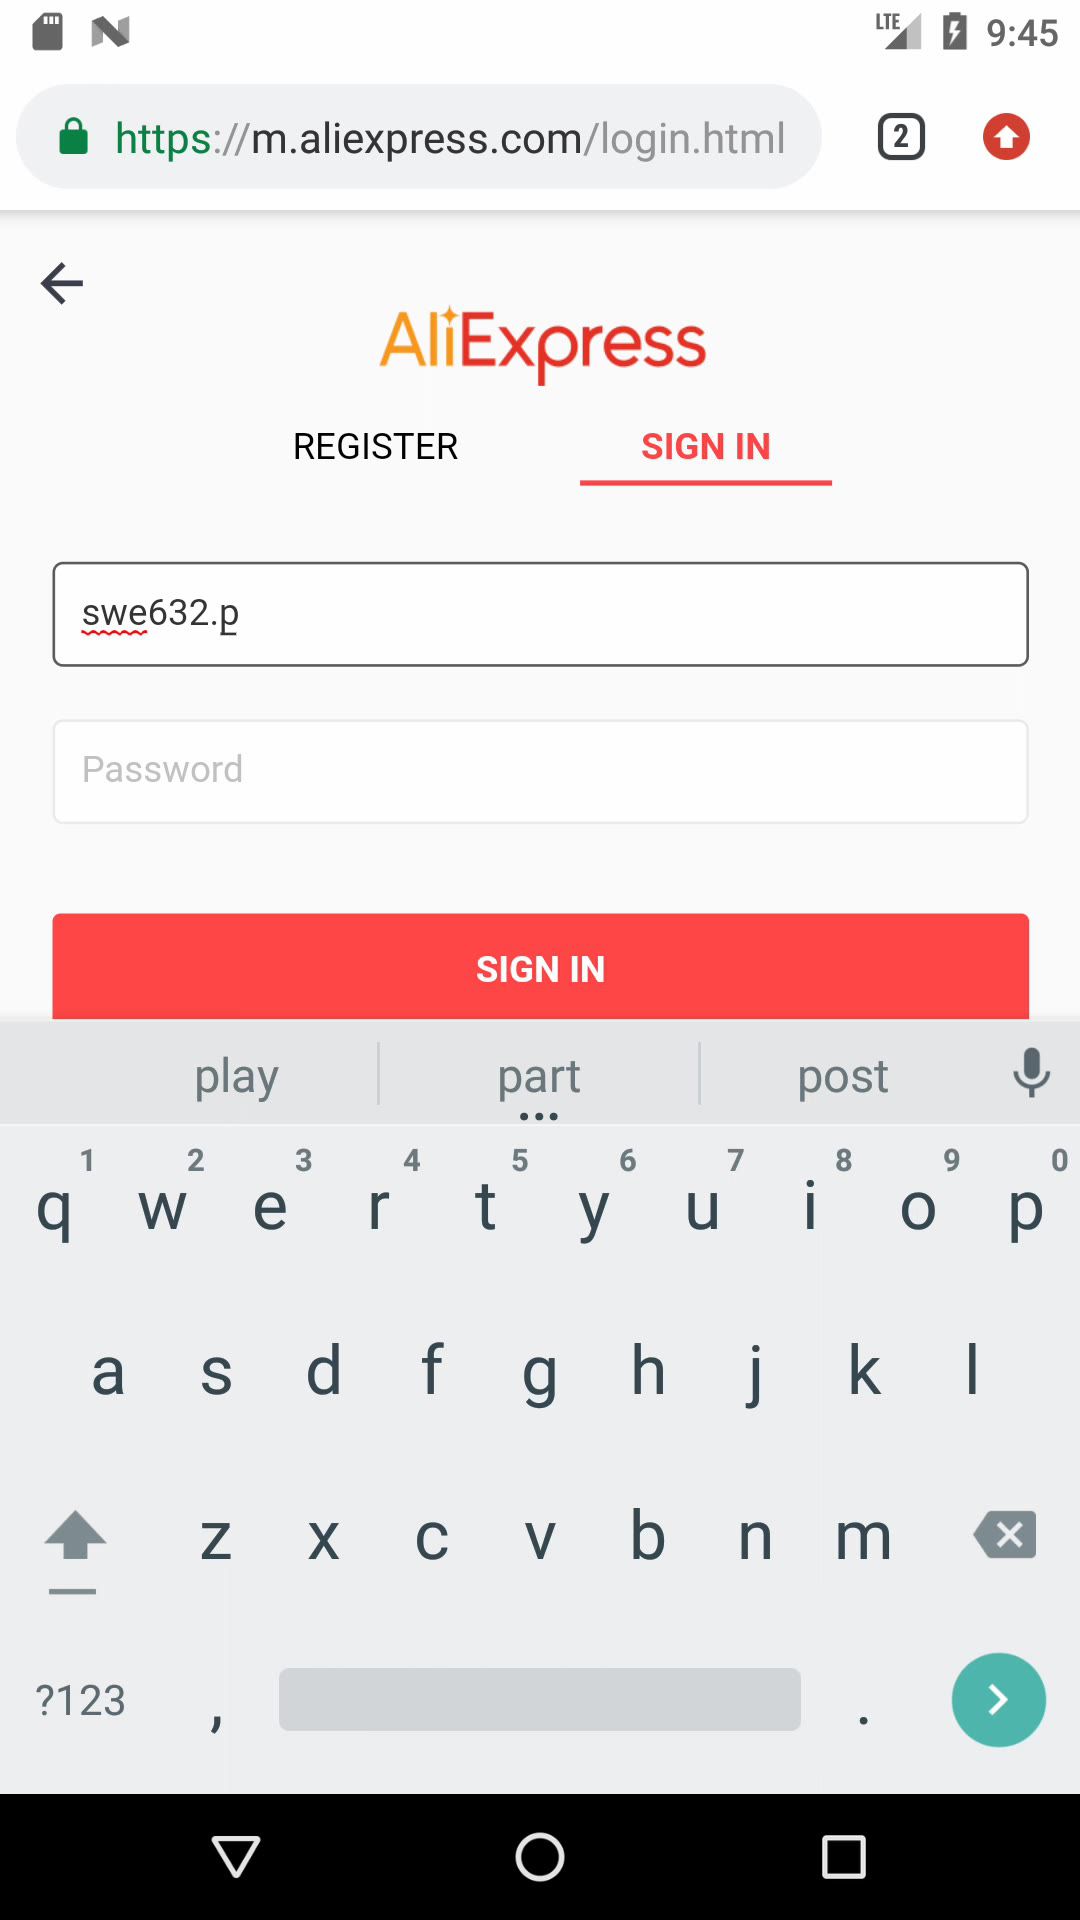 LTE 9:45
https://m.aliexpress.com/login.html 2
AliExpress
REGISTER SIGN IN
swe632.p
Password
SIGN IN
play part post
1 2 3 4 5 6 7 8 9 0
q w e r t y u i o p
a s d f g h j k l
z x c v b n m
?123 , .